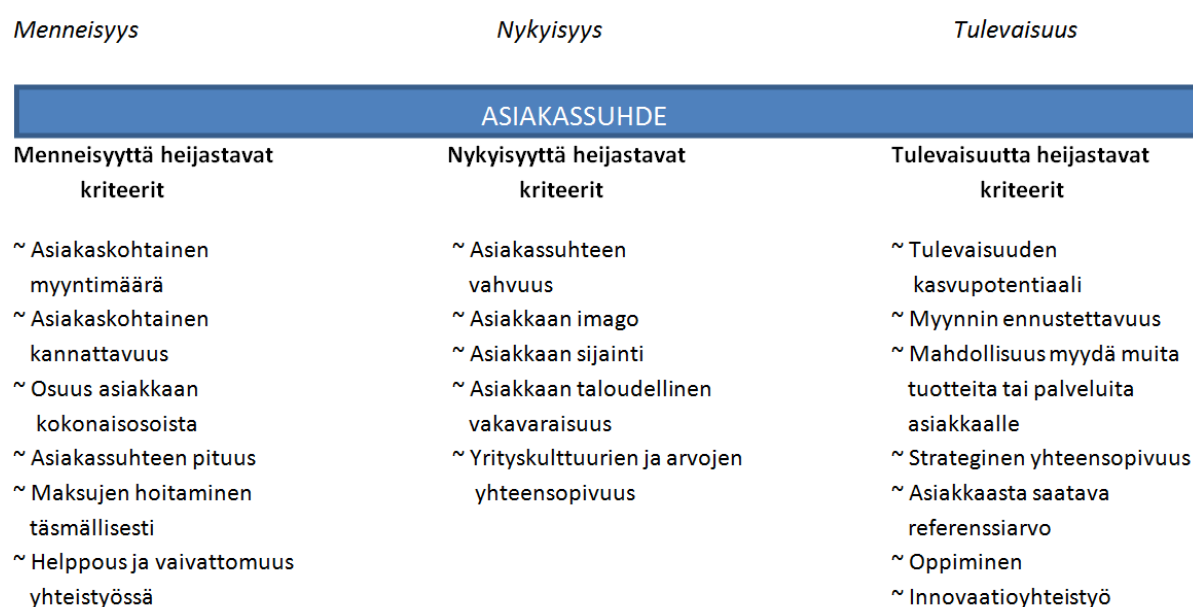 Menneisyys Nykyisyys Tulevaisuus
ASIAKASSUHDE
Menneisyyttä heijastavat
kriteerit
~ Asiakaskohtainen
myyntimäärä
~ Asiakaskohtainen
kannattavuus
~ Osuus asiakkaan
kokonaisosoista
~ Asiakassuhteen pituus
~ Maksujen hoitaminen
täsmällisesti
~ Helppous ja vaivattomuus
yhteistyössä
Nykyisyyttä heijastavat
kriteerit
~ Asiakassuhteen
vahvuus
~ Asiakkaan imago
~ Asiakkaan sijainti
~ Asiakkaan taloudellinen
vakavaraisuus
~ Yrityskulttuurien ja arvojen
yhteensopivuus
Tulevaisuutta heijastavat
kriteerit
~ Tulevaisuuden
kasvupotentiaali
~ Myynnin ennustettavuus
~ Mahdollisuus myydä muita
tuotteita tai palveluita
asiakkaalle
~ Strateginen yhteensopivuus
~ Asiakkaasta saatava
referenssiarvo
~ Oppiminen
~ Innovaatioyhteistyö